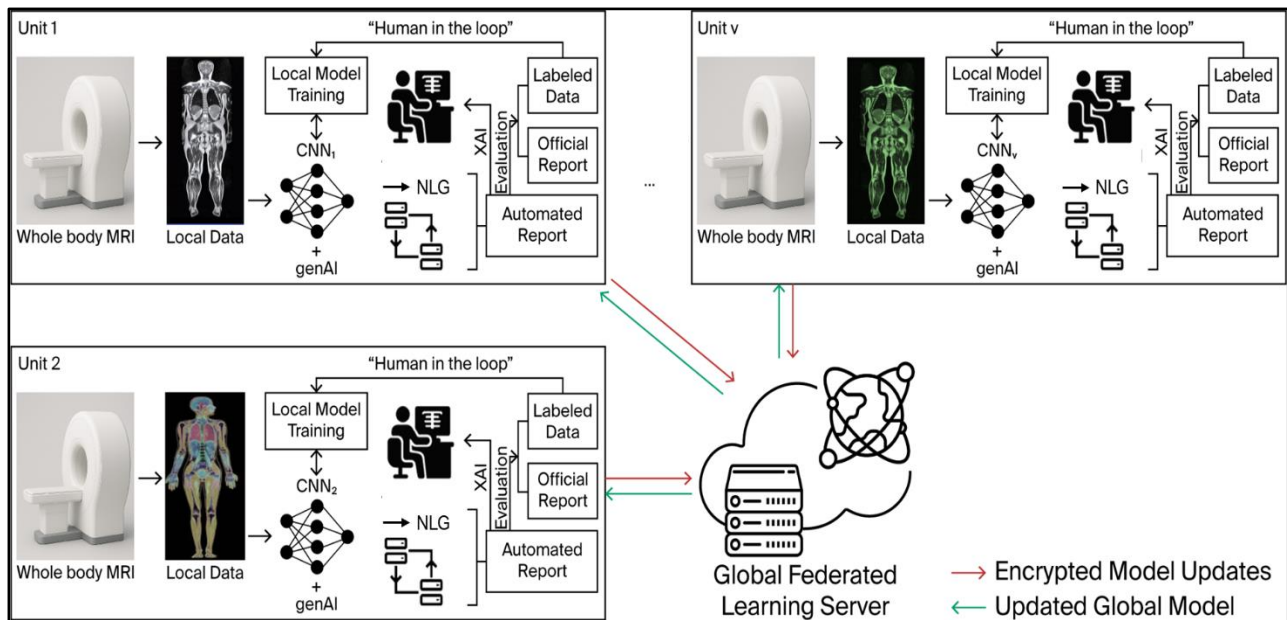 Unit 1
“Human in the loop”
Local Model
Training
Labeled
Data
Official
Report
CNN₁
XAI
Evaluation
NLG
Automated
Report
Whole body MRI
Local Data
+
genAI
...
Unit v
“Human in the loop”
Local Model
Training
Labeled
Data
Official
Report
CNNᵥ
XAI
Evaluation
NLG
Automated
Report
Whole body MRI
Local Data
+
genAI
Unit 2
“Human in the loop”
Local Model
Training
Labeled
Data
Official
Report
CNN₂
XAI
Evaluation
NLG
Automated
Report
Whole body MRI
Local Data
+
genAI
Global Federated
Learning Server
Encrypted Model Updates
Updated Global Model